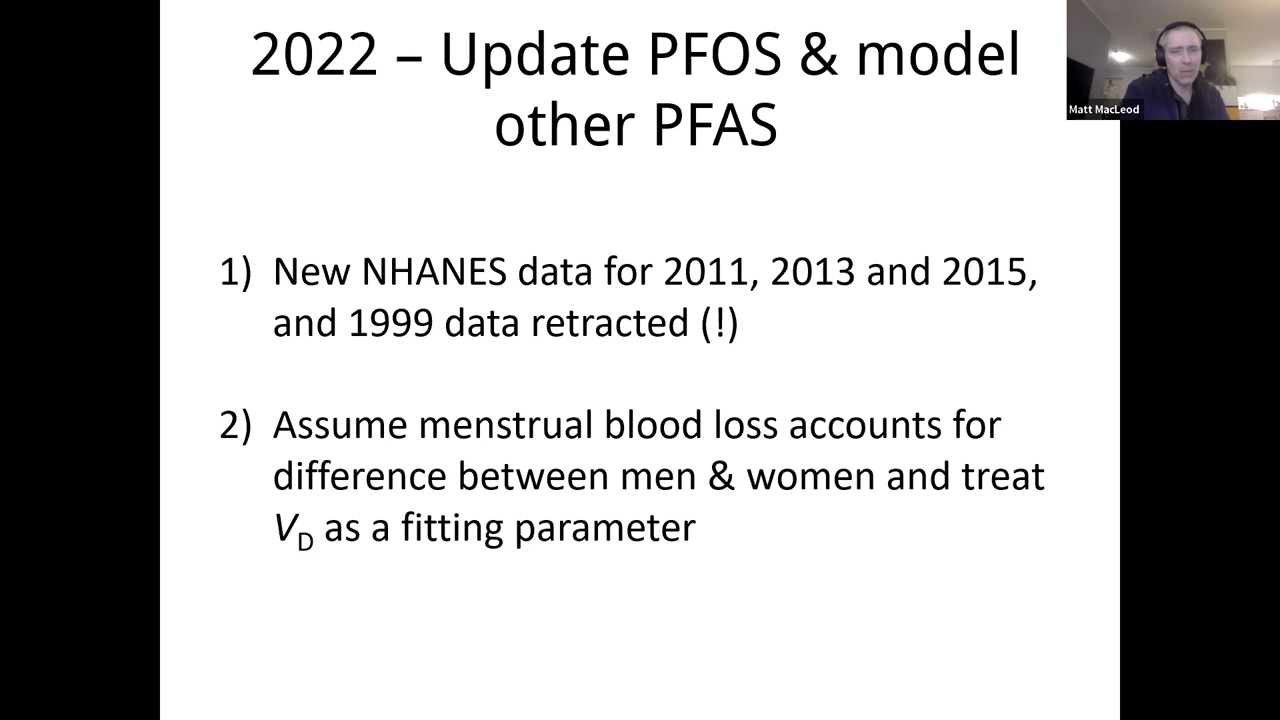 2022 – Update PFOS & model
other PFAS
Matt MacLeod
1) New NHANES data for 2011, 2013 and 2015,
and 1999 data retracted (!)
2) Assume menstrual blood loss accounts for
difference between men & women and treat
VD as a fitting parameter